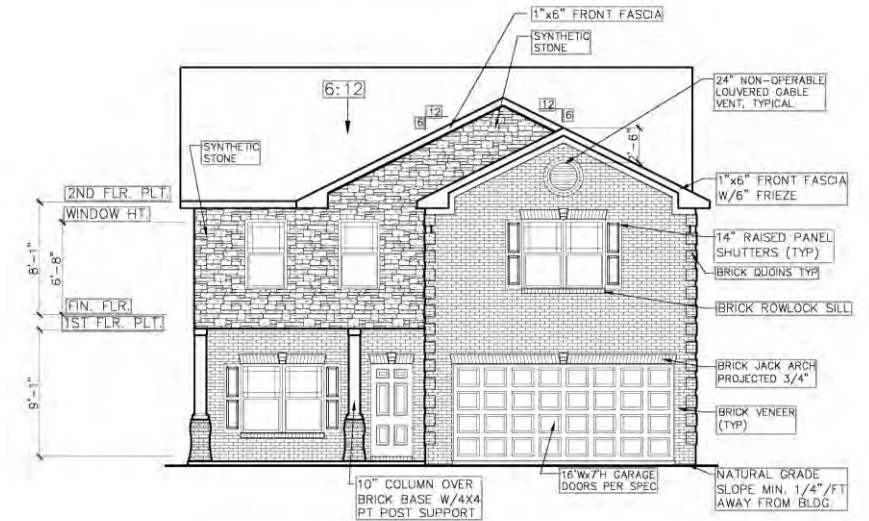 1"x6" FRONT FASCIA
SYNTHETIC
STONE
6:12
12
6
12
6
24" NON-OPERABLE
LOUVERED GABLE
VENT, TYPICAL
SYNTHETIC
STONE
1"x6" FRONT FASCIA
W/6" FRIEZE
2ND FLR. PLT.
WINDOW HT.
8'-1"
6'-8"
14" RAISED PANEL
SHUTTERS (TYP)
BRICK QUOINS TYP
FIN. FLR.
1ST FLR. PLT.
BRICK ROWLOCK SILL
9'-1"
BRICK JACK ARCH
PROJECTED 3/4"
BRICK VENEER
(TYP)
10" COLUMN OVER
BRICK BASE W/4X4
PT POST SUPPORT
16'Wx7'H GARAGE
DOORS PER SPEC
NATURAL GRADE
SLOPE MIN. 1/4"/FT
AWAY FROM BLDG.